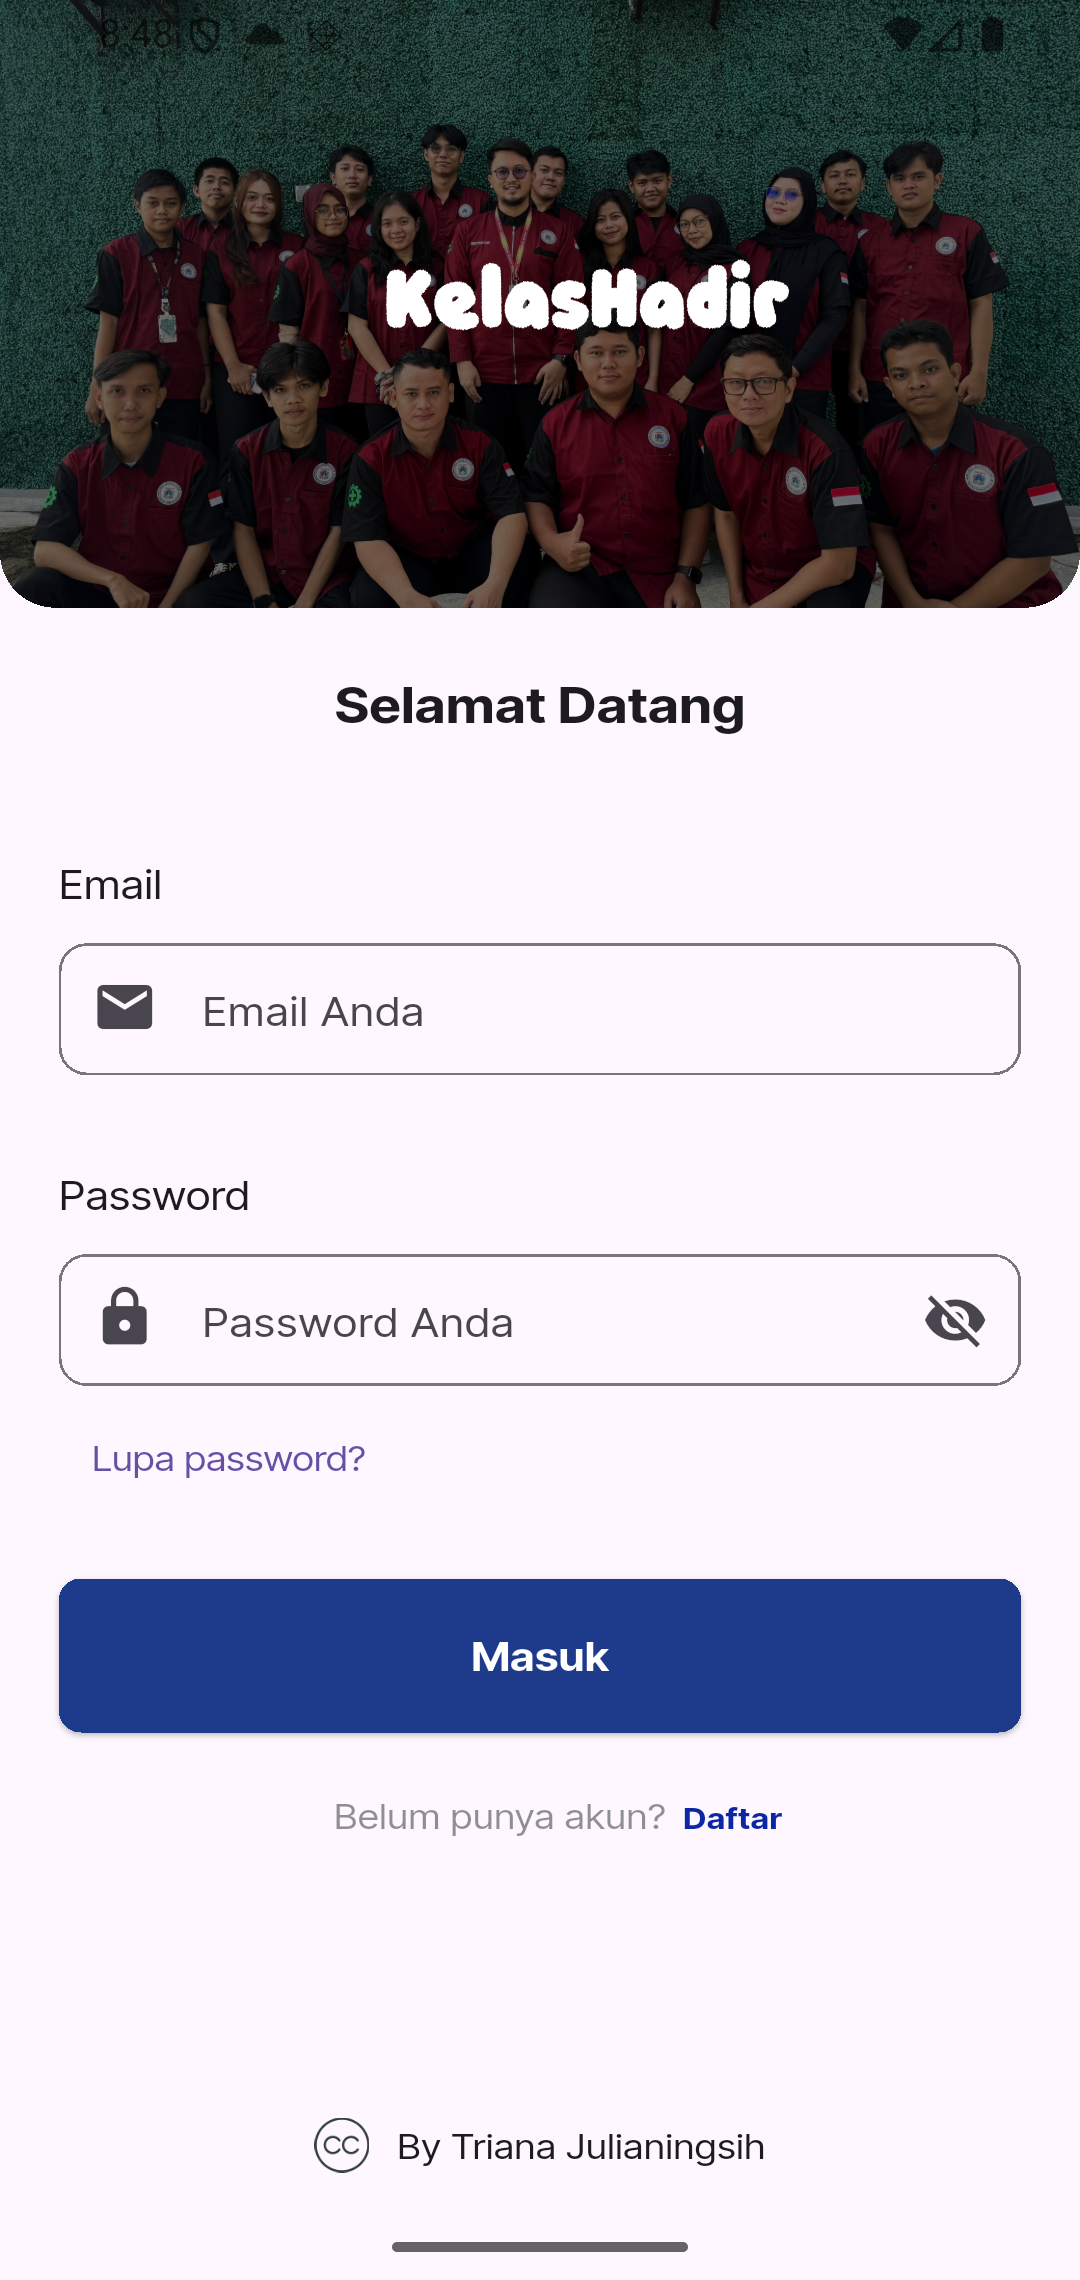 8:48
KelasHadir
Selamat Datang
Email
Email Anda
Password
Password Anda
Lupa password?
Masuk
Belum punya akun? Daftar
CC By Triana Julianingsih